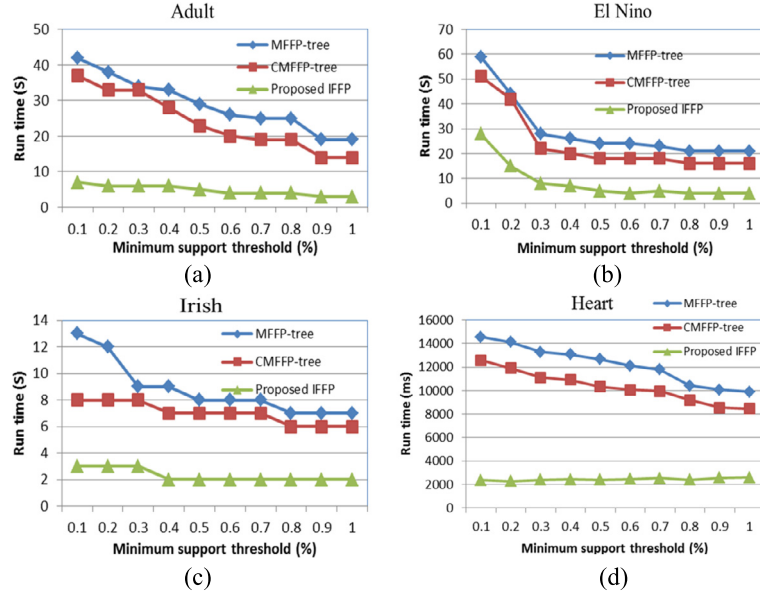 Adult
50
40
30
20
10
0
Run time (S)
MFFP-tree
CMFFP-tree
Proposed IFFP
0.1 0.2 0.3 0.4 0.5 0.6 0.7 0.8 0.9 1
Minimum support threshold (%)
(a)
El Nino
70
60
50
40
30
20
10
0
Run time (S)
MFFP-tree
CMFFP-tree
Proposed IFFP
0.1 0.2 0.3 0.4 0.5 0.6 0.7 0.8 0.9 1
Minimum support threshold (%)
(b)
Irish
14
12
10
8
6
4
2
0
Run time (S)
MFFP-tree
CMFFP-tree
Proposed IFFP
0.1 0.2 0.3 0.4 0.5 0.6 0.7 0.8 0.9 1
Minimum support threshold (%)
(c)
Heart
16000
14000
12000
10000
8000
6000
4000
2000
0
Run time (ms)
MFFP-tree
CMFFP-tree
Proposed IFFP
0.1 0.2 0.3 0.4 0.5 0.6 0.7 0.8 0.9 1
Minimum support threshold (%)
(d)